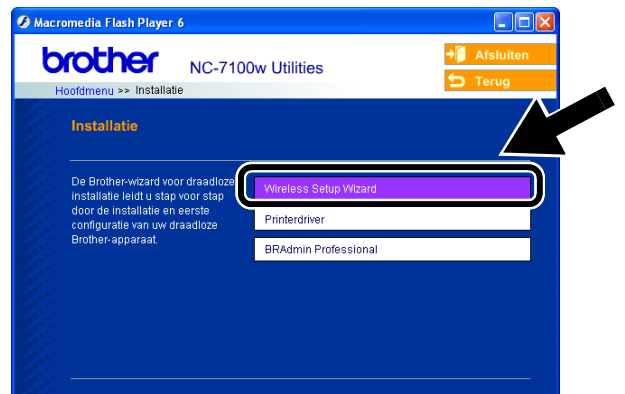 Macromedia Flash Player 6
brother
NC-7100w Utilities
Afsluiten
Terug
Hoofdmenu >> Installatie
Installatie
De Brother-wizard voor draadloze
installatie leidt u stap voor stap
door de installatie en eerste
configuratie van uw draadloze
Brother-apparaat.
Wireless Setup Wizard
Printerdriver
BRAdmin Professional